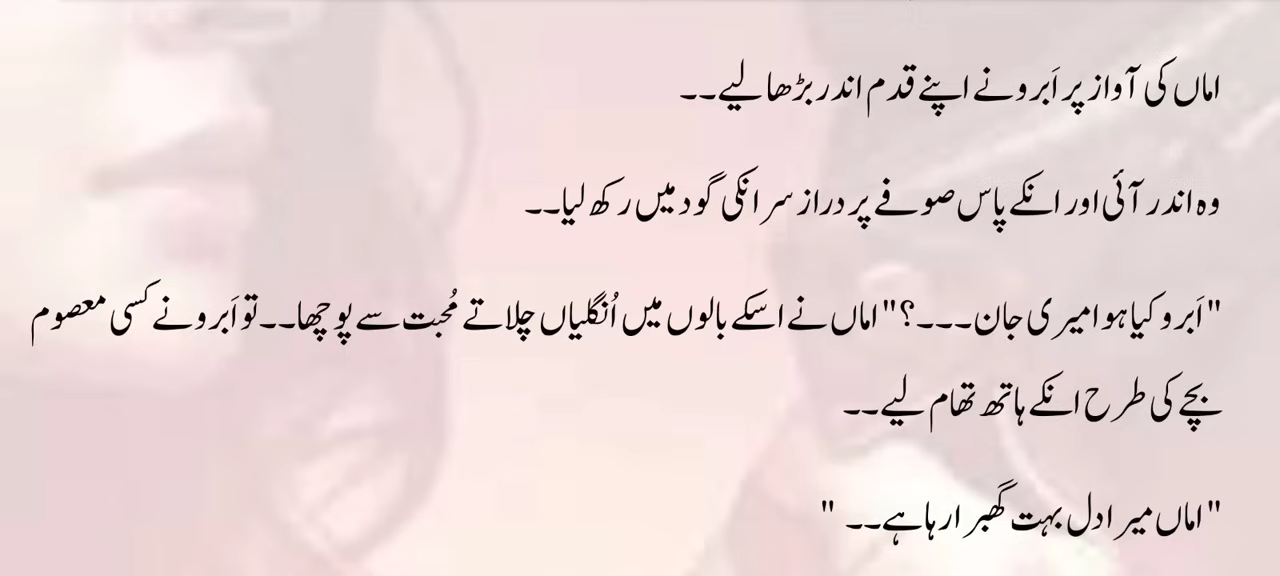 اماں کی آواز پر اَبرو نے اپنے قدم اندر بڑھا لیے۔۔
وہ اندر آئی اور انکے پاس صوفے پر دراز سر انکی گود میں رکھ لیا۔۔
"اَبرو کیا ہوا میری جان۔۔۔؟" اماں نے اسکے بالوں میں اُنگلیاں چلاتے مُحبت سے پوچھا۔۔ تو اَبرو نے کسی معصوم
بچے کی طرح انکے ہاتھ تھام لیے۔۔
"اماں میرا دل بہت گھبرا رہا ہے۔۔ "